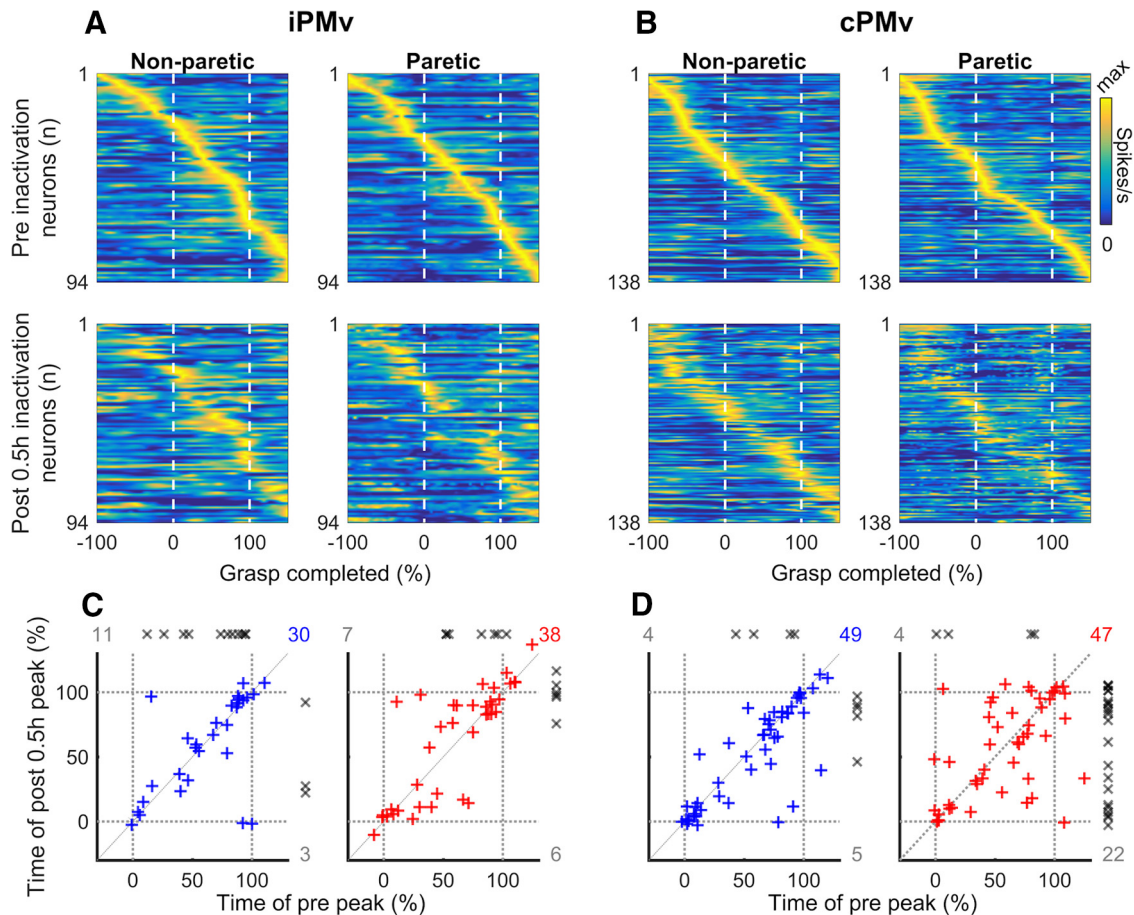 A iPMv B cPMv
Non-paretic Paretic Non-paretic Paretic
Pre inactivation neurons (n)
1 1 1 1
94 94 138 138
max
Spikes/s
0
Post 0.5h inactivation neurons (n)
1 1 1 1
94 94 138 138
-100 0 100 0 100 -100 0 100 0 100
Grasp completed (%) Grasp completed (%)
C D
11 30 7 38 4 49 4 47
Time of post 0.5h peak (%)
100
50
0
3 6 5 22
0 50 100 0 50 100 0 50 100 0 50 100
Time of pre peak (%) Time of pre peak (%)